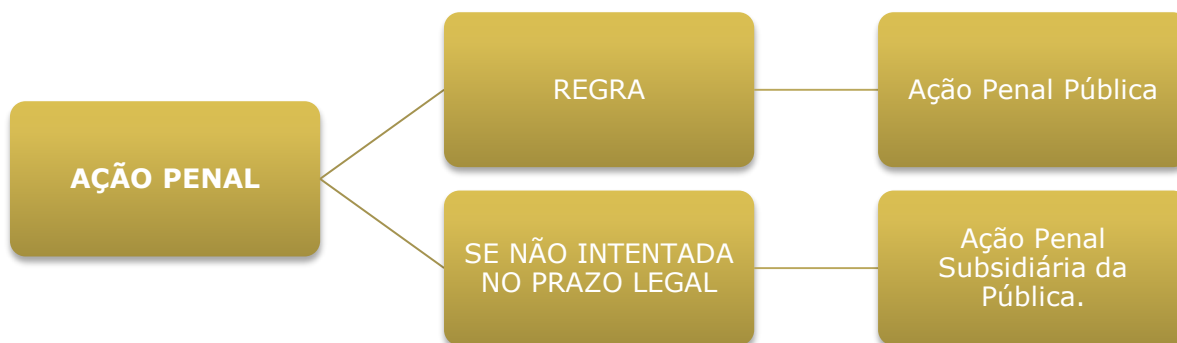 AÇÃO PENAL
REGRA
Ação Penal Pública
SE NÃO INTENTADA
NO PRAZO LEGAL
Ação Penal
Subsidiária da
Pública.